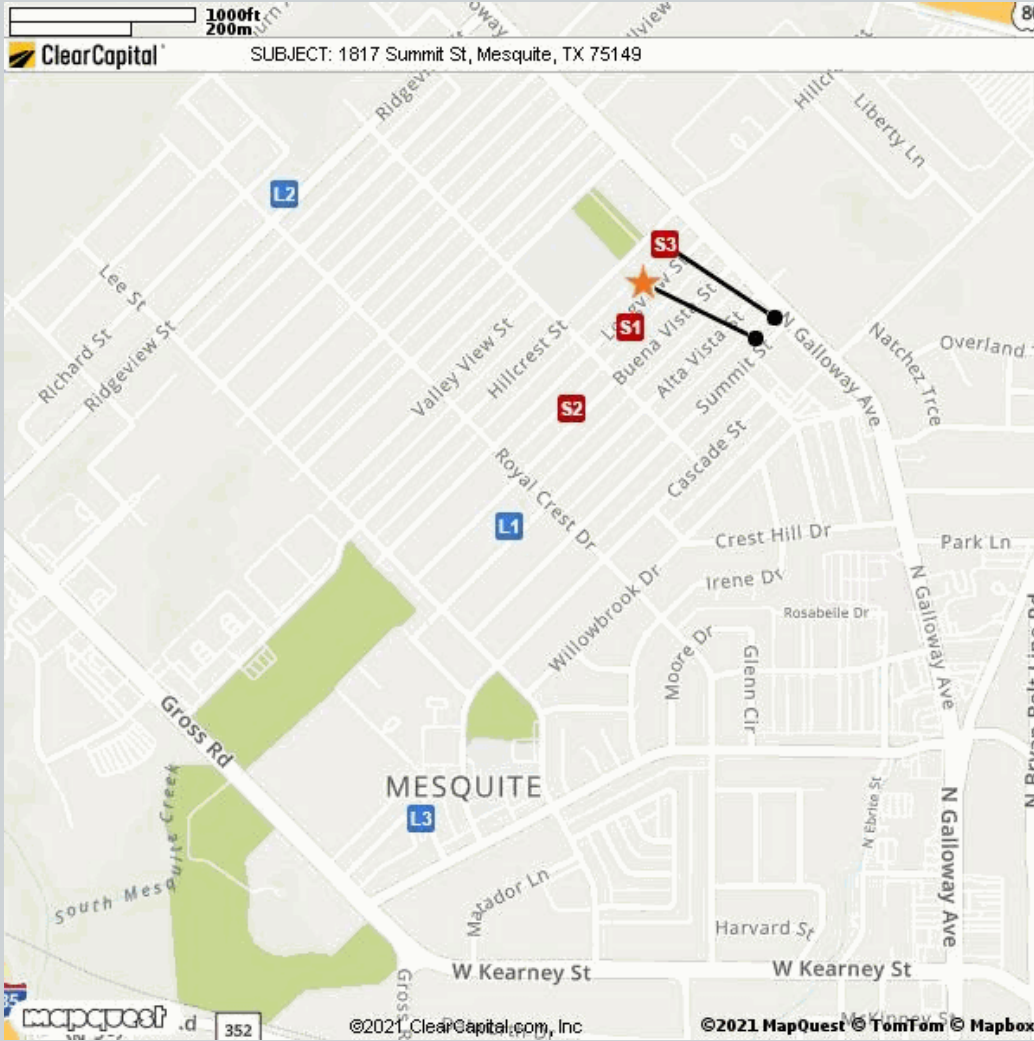 1000ft
200m
ClearCapital
SUBJECT: 1817 Summit St, Mesquite, TX 75149
Liberty Ln
L2
S3
Lee St
S1
Buena Vista St
N Galloway Ave
Natchez Trce
Overland
Richard St
Ridgeview St
Valley View St
Hillcrest St
Alta Vista St
Summit St
S2
Cascade St
Royal Crest Dr
L1
Crest Hill Dr
Park Ln
Irene Dr
Rosabelle Dr
Willowbrook Dr
N Galloway Ave
Moore Dr
Glenn Cir
Gross Rd
MESQUITE
L3
N Ebrite St
N Galloway Ave
South Mesquite Creek
Matador Ln
Harvard St
W Kearney St
W Kearney St
mapquest
352
©2021 ClearCapital.com, Inc
©2021 MapQuest © TomTom © Mapbox